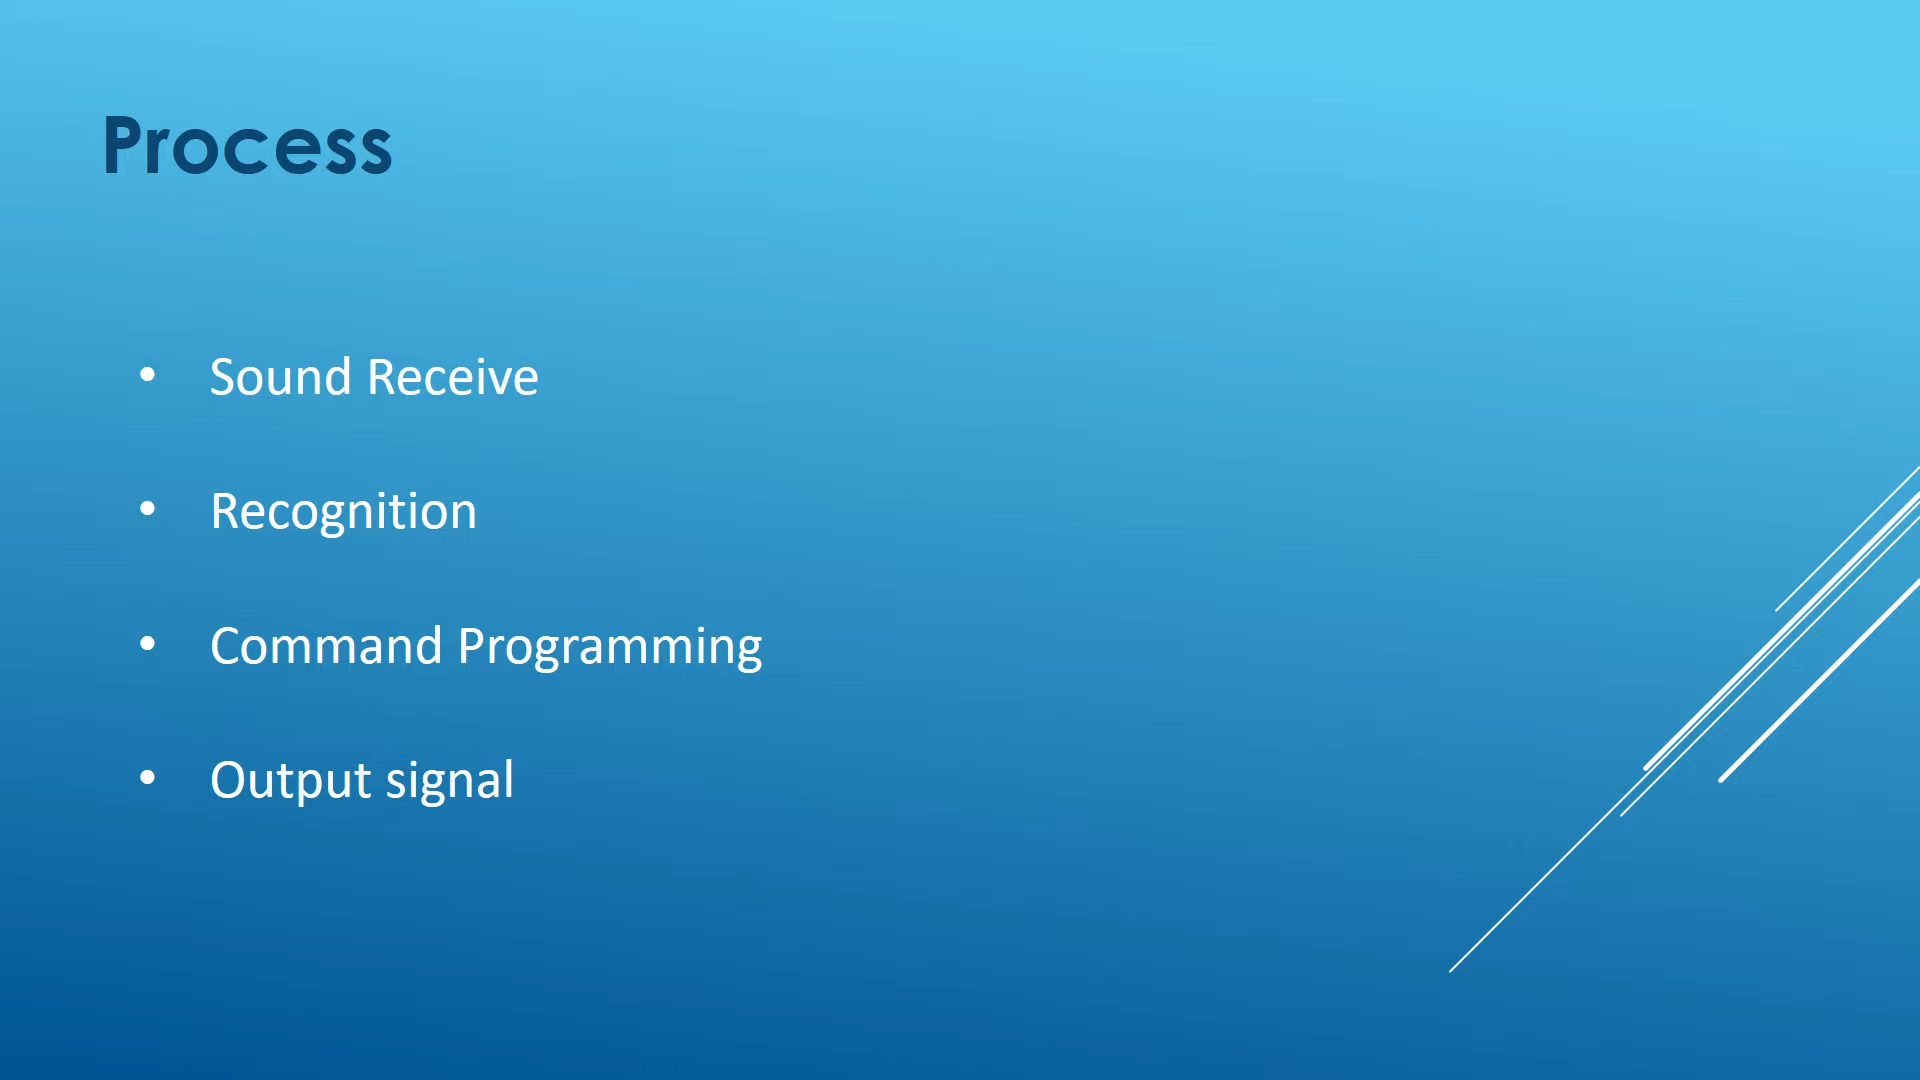 Process
• Sound Receive
• Recognition
• Command Programming
• Output signal